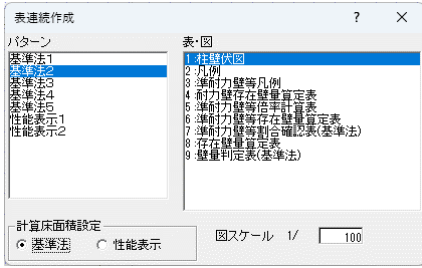 表連続作成
パターン
基準法1
基準法2
基準法3
基準法4
基準法5
性能表示1
性能表示2
表・図
1:柱壁伏図
2:凡例
3:準耐力壁等凡例
4:耐力壁存在壁量算定表
5:準耐力壁等倍率計算表
6:準耐力壁等存在壁量算定表
7:準耐力壁等割合確認表(基準法)
8:存在壁量算定表
9:壁量判定表(基準法)
計算床面積設定
基準法 性能表示
図スケール 1/ 100